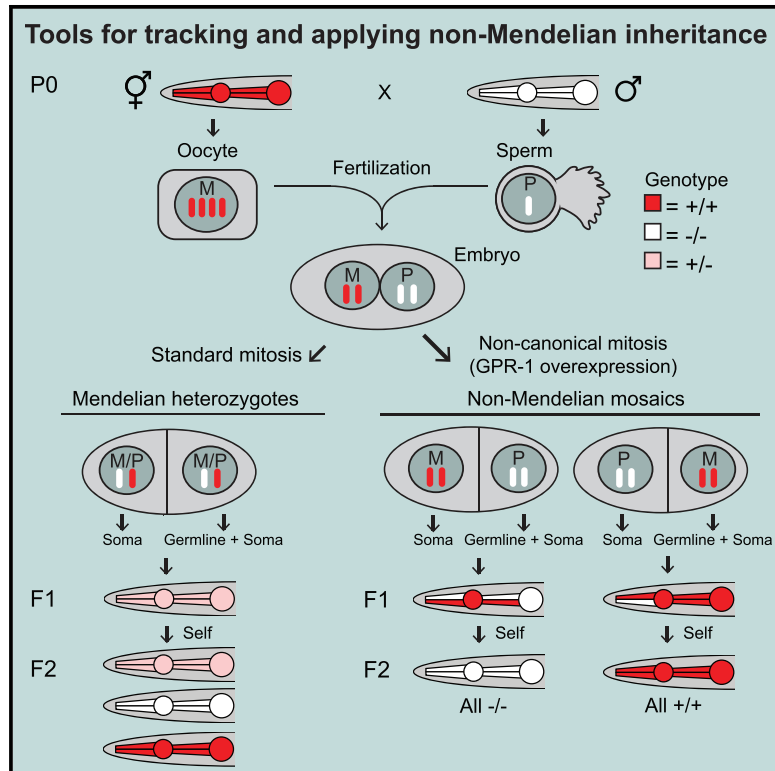 Tools for tracking and applying non-Mendelian inheritance
P0
⚥
X
♂
Oocyte
Sperm
Fertilization
M
P
Genotype
= +/+
= -/-
= +/-
Embryo
M
P
Standard mitosis
Non-canonical mitosis
(GPR-1 overexpression)
Mendelian heterozygotes
Non-Mendelian mosaics
M/P
M/P
M
P
P
M
Soma
Germline + Soma
Soma
Germline + Soma
Soma
Germline + Soma
F1
F1
Self
Self
Self
F2
F2
All -/-
All +/+